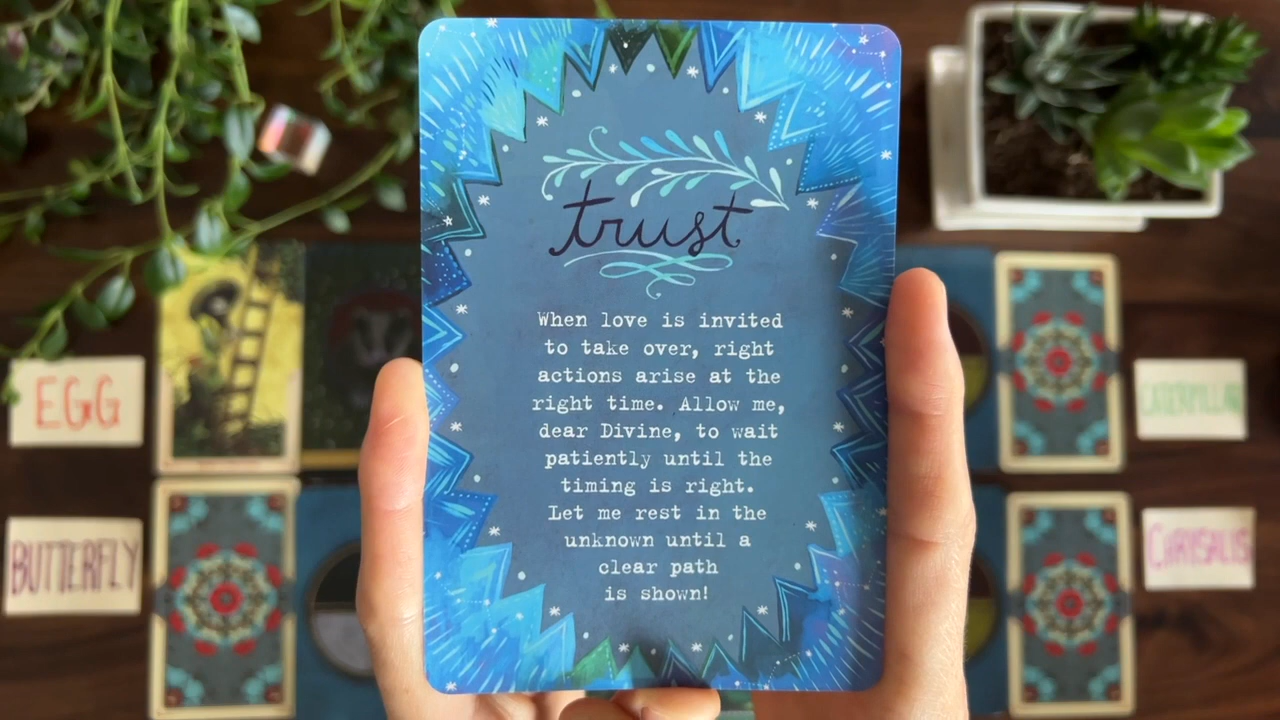 trust
When love is invited
to take over, right
actions arise at the
right time. Allow me,
dear Divine, to wait
patiently until the
timing is right.
Let me rest in the
unknown until a
clear path
is shown!
EGG
CATERPILLAR
BUTTERFLY
CHRYSALIS